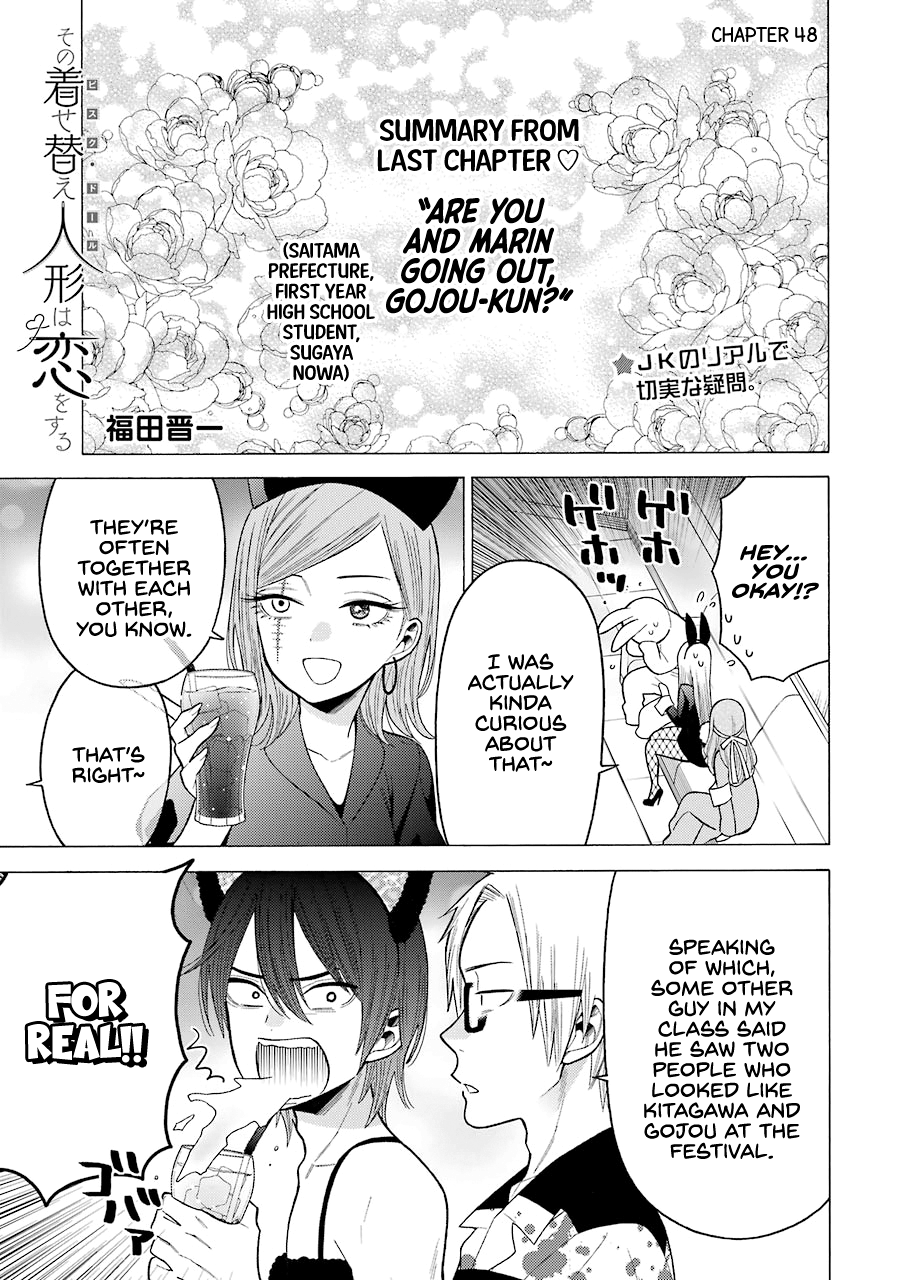 CHAPTER 48
SUMMARY FROM
LAST CHAPTER ♡
"ARE YOU
AND MARIN
GOING OUT,
GOJOU-KUN?"
(SAITAMA
PREFECTURE,
FIRST YEAR
HIGH SCHOOL
STUDENT,
SUGAYA
NOWA)
★JKのリアルで
切実な疑問。
その着せ替え人形は恋をする
ビスク・ドール
福田晋一
HEY...
YOU
OKAY!?
ゲホ
ゲホッ
I WAS
ACTUALLY
KINDA
CURIOUS
ABOUT
THAT~
THEY'RE
OFTEN
TOGETHER
WITH EACH
OTHER,
YOU KNOW.
THAT'S
RIGHT~
SPEAKING
OF WHICH,
SOME OTHER
GUY IN MY
CLASS SAID
HE SAW TWO
PEOPLE WHO
LOOKED LIKE
KITAGAWA AND
GOJOU AT THE
FESTIVAL.
FOR
REAL!!
ゴバァ